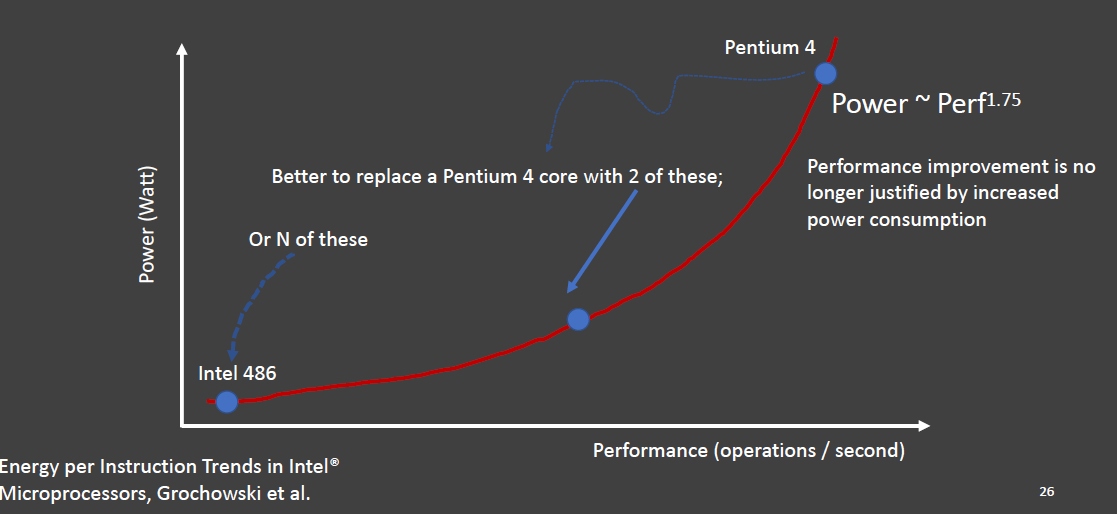 Pentium 4
Power ~ Perf1.75
Performance improvement is no
longer justified by increased
power consumption
Better to replace a Pentium 4 core with 2 of these;
Or N of these
Intel 486
Power (Watt)
Performance (operations / second)
Energy per Instruction Trends in Intel®
Microprocessors, Grochowski et al.
26